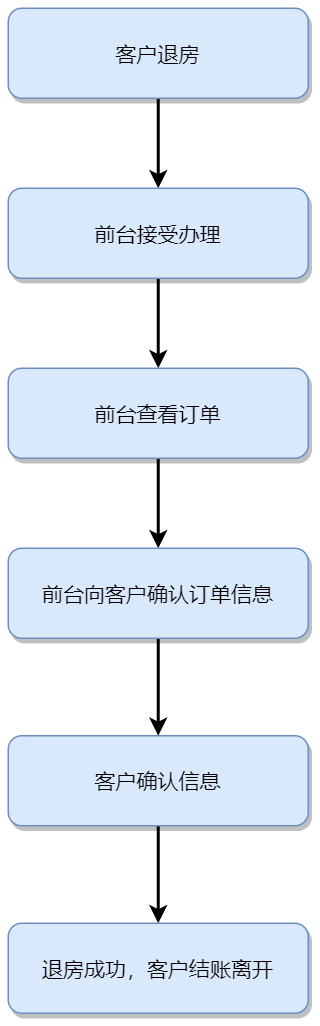 客户退房
前台接受办理
前台查看订单
前台向客户确认订单信息
客户确认信息
退房成功，客户结账离开